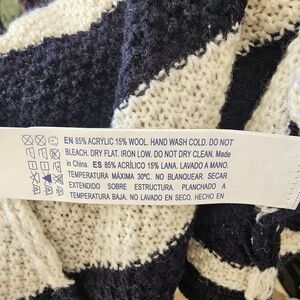 EN 85% ACRYLIC 15% WOOL. HAND WASH COLD. DO NOT
BLEACH. DRY FLAT. IRON LOW. DO NOT DRY CLEAN. Made
in China. ES 85% ACRÍLICO 15% LANA. LAVADO A MANO.
TEMPERATURA MÁXIMA 30ºC. NO BLANQUEAR. SECAR
EXTENDIDO SOBRE ESTRUCTURA. PLANCHADO A
TEMPERATURA BAJA. NO LAVADO EN SECO. HECHO EN